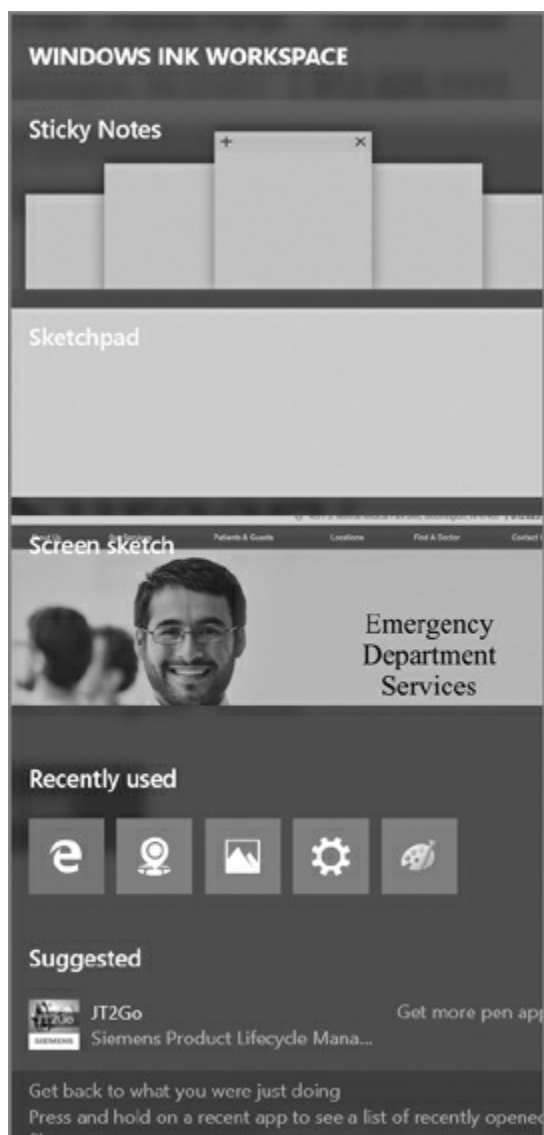 WINDOWS INK WORKSPACE
Sticky Notes
+ ×
Sketchpad
Screen sketch
Patients & Guests Locations Find A Doctor Contact
Emergency
Department
Services
Recently used
Suggested
JT2Go Get more pen app
Siemens Product Lifecycle Mana...
SIEMENS
Get back to what you were just doing
Press and hold on a recent app to see a list of recently opened